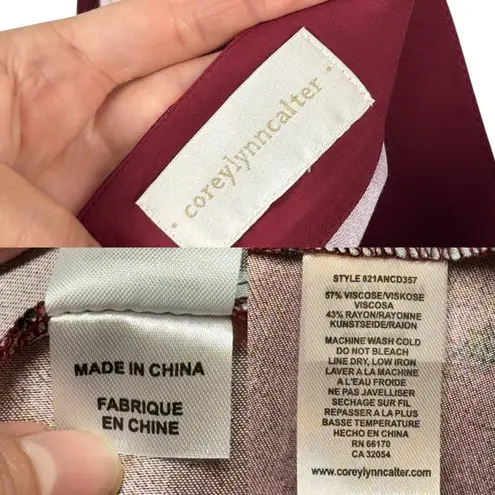 · coreylynncalter ·
MADE IN CHINA
FABRIQUE
EN CHINE
STYLE 821ANCD357
57% VISCOSE/VISKOSE
VISCOSA
43% RAYON/RAYONNE
KUNSTSEIDE/RAION
MACHINE WASH COLD
DO NOT BLEACH
LINE DRY, LOW IRON
LAVER A LA MACHINE
A L'EAU FROIDE
NE PAS JAVELLISER
SECHAGE SUR FIL
REPASSER A LA PLUS
BASSE TEMPERATURE
HECHO EN CHINA
RN 66170
CA 32054
www.coreylynncalter.com